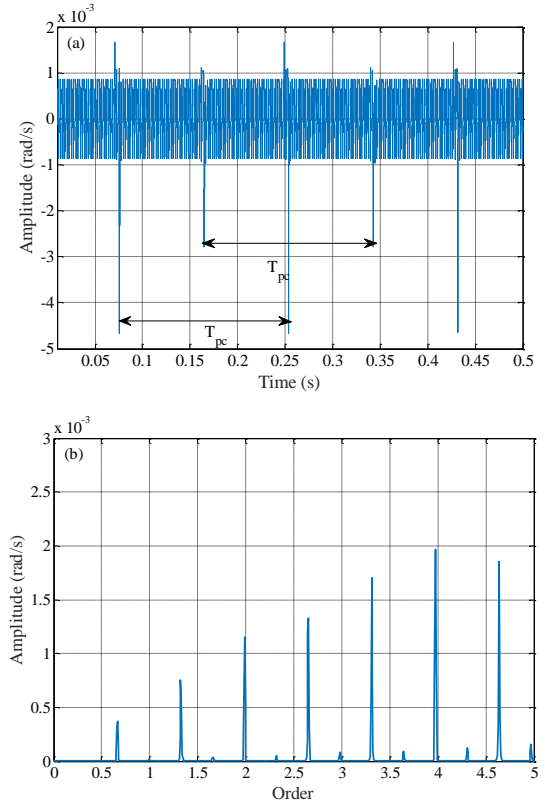 x 10⁻³
(a)
2
1
0
-1
-2
-3
-4
-5
Amplitude (rad/s)
T_pc
T_pc
0.05 0.1 0.15 0.2 0.25 0.3 0.35 0.4 0.45 0.5
Time (s)
x 10⁻³
(b)
3
2.5
2
1.5
1
0.5
0
Amplitude (rad/s)
0 0.5 1 1.5 2 2.5 3 3.5 4 4.5 5
Order